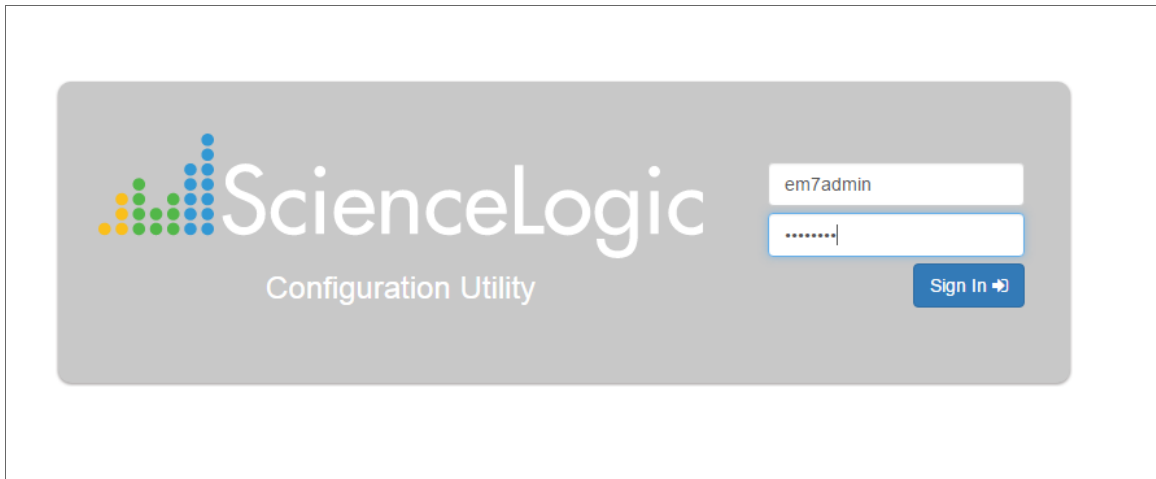 ScienceLogic
Configuration Utility
em7admin
••••••••
Sign In